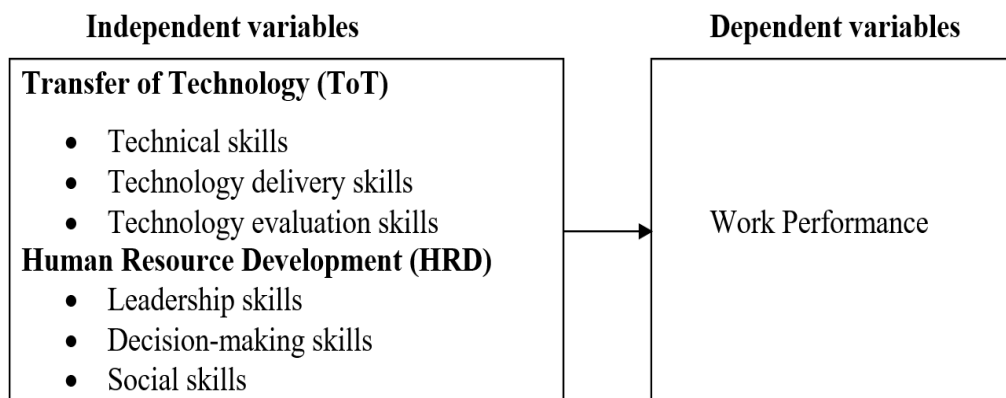 Independent variables
Dependent variables
Transfer of Technology (ToT)
• Technical skills
• Technology delivery skills
• Technology evaluation skills
Human Resource Development (HRD)
• Leadership skills
• Decision-making skills
• Social skills
Work Performance